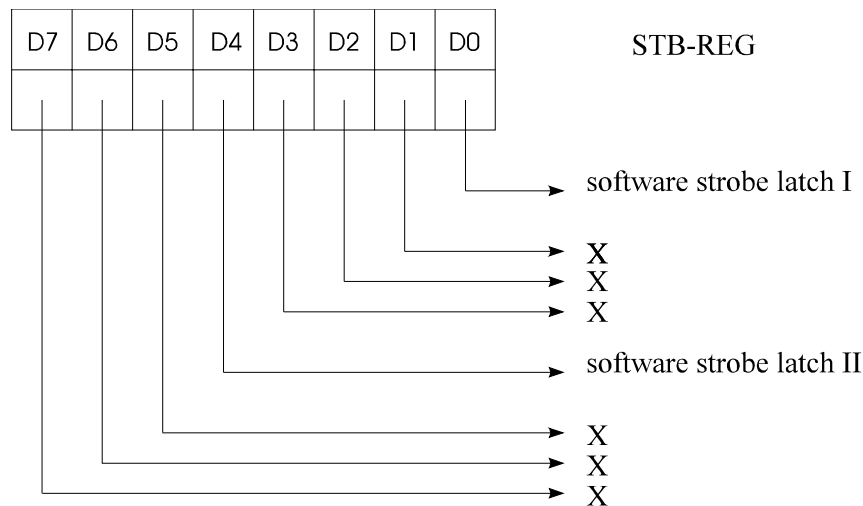 D7 D6 D5 D4 D3 D2 D1 D0 STB-REG
software strobe latch I
X
X
X
software strobe latch II
X
X
X